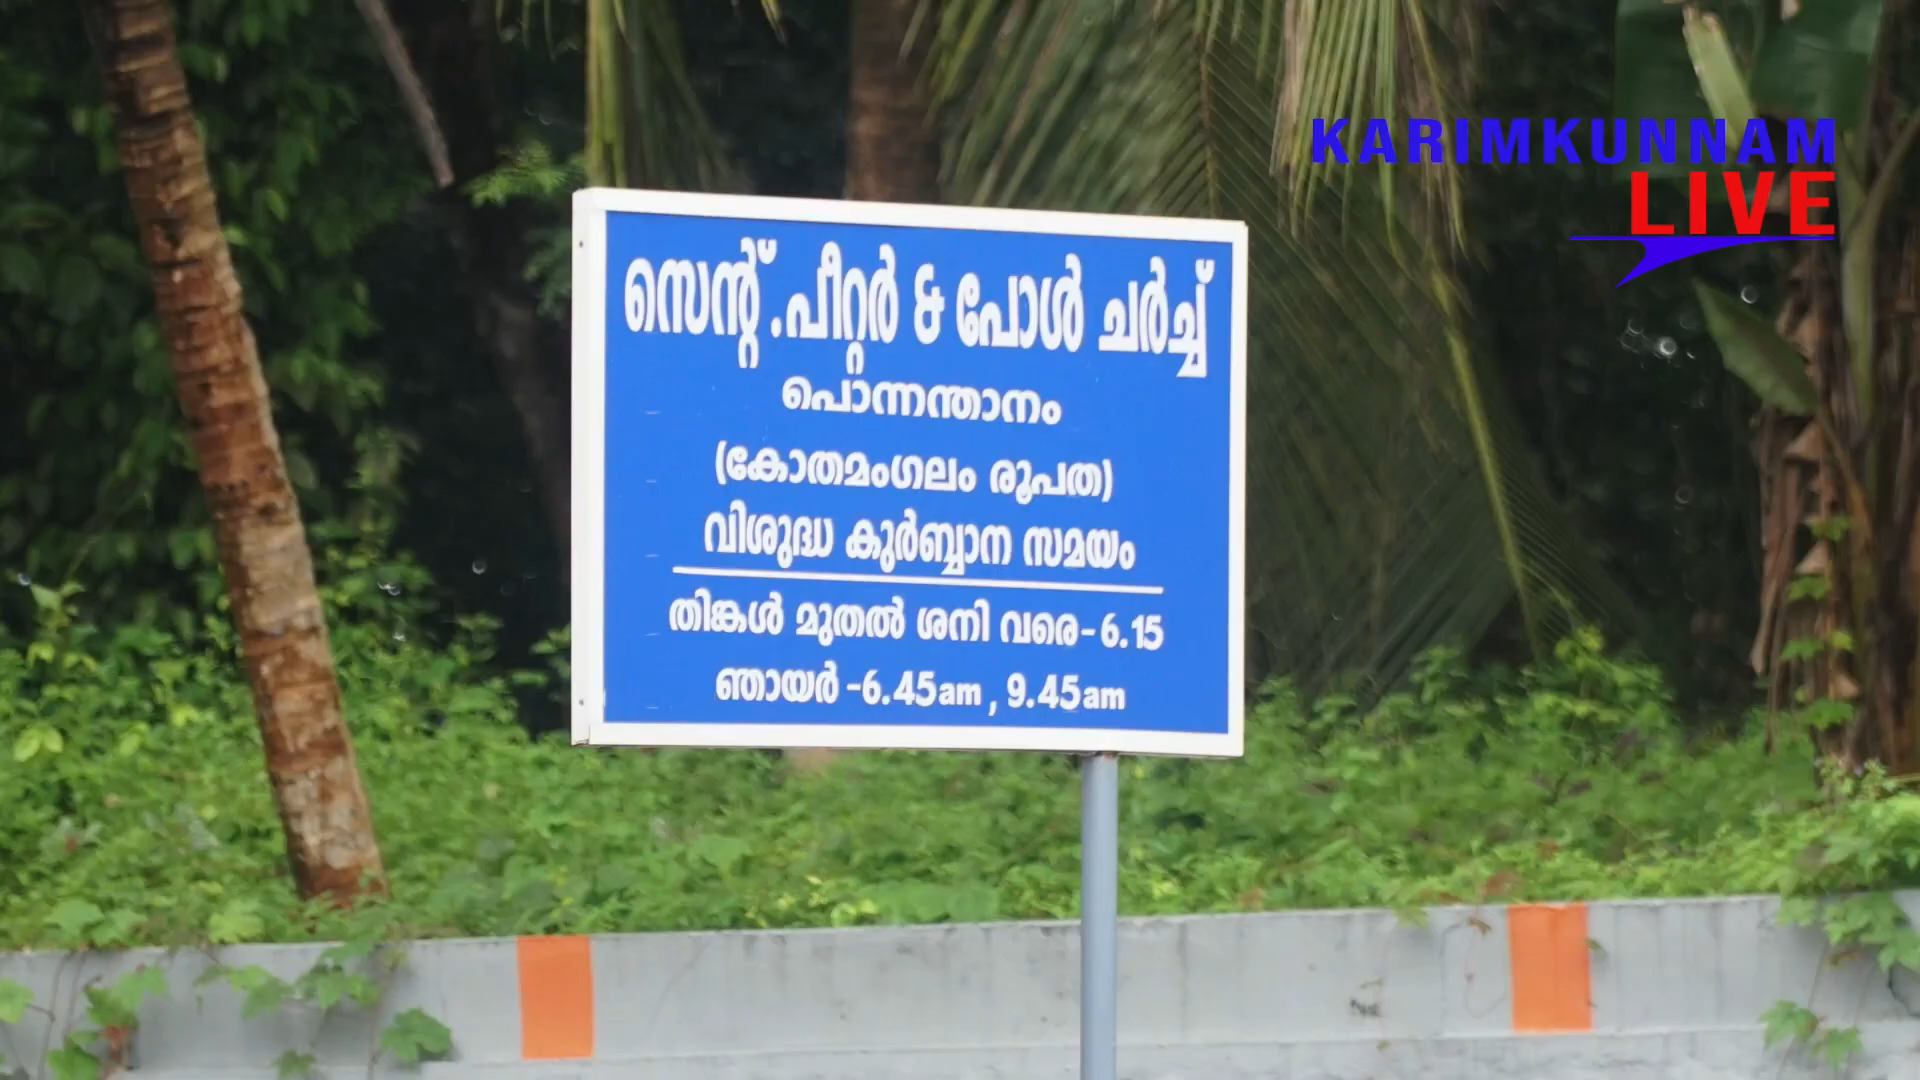 KARIMKUNNAM
LIVE
സെന്റ്.പീറ്റർ & പോൾ ചർച്ച്
പൊന്നന്താനം
(കോതമംഗലം രൂപത)
വിശുദ്ധ കുർബ്ബാന സമയം
തിങ്കൾ മുതൽ ശനി വരെ-6.15
ഞായർ-6.45am, 9.45am